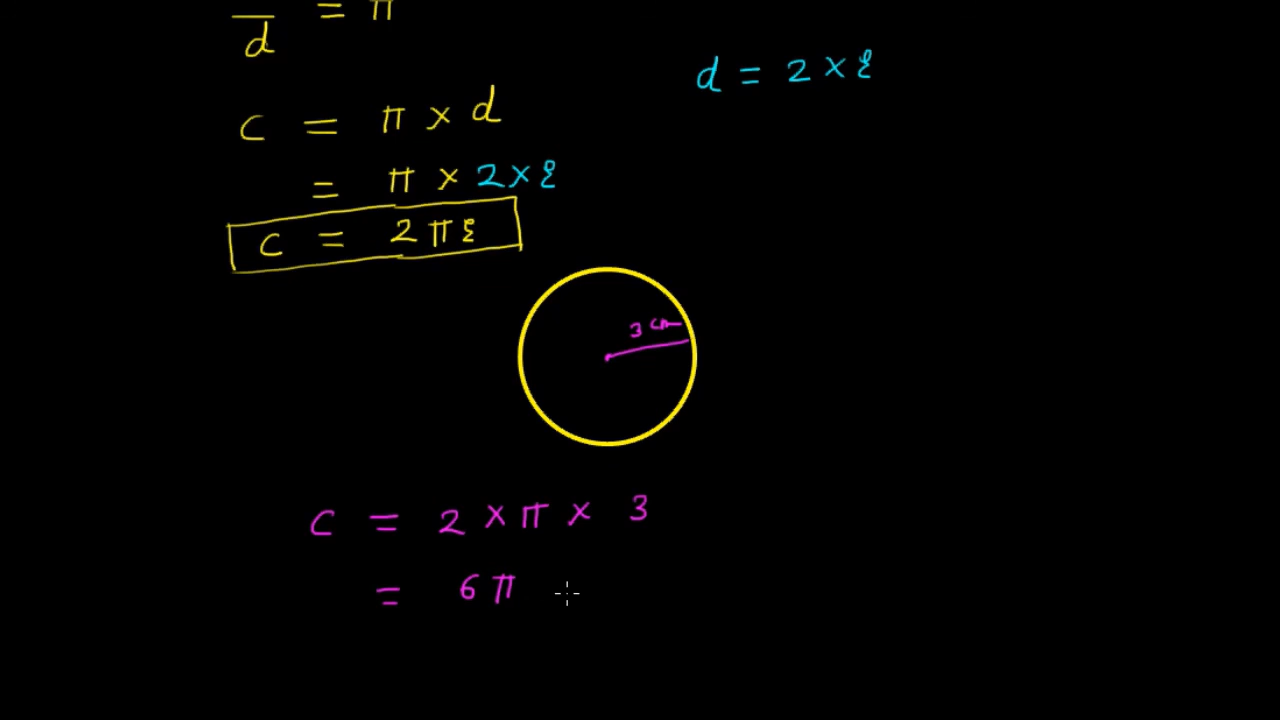 d = π
d = 2 × r
C = π × d
= π × 2 × r
C = 2πr
3 cm
C = 2 × π × 3
= 6π